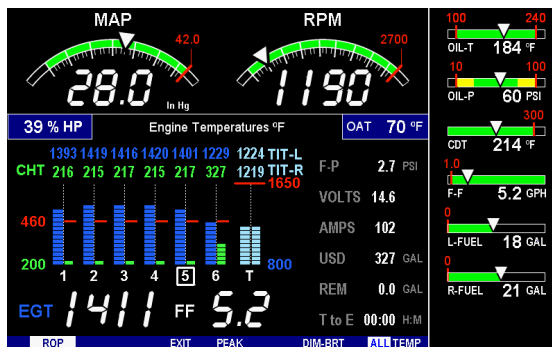 MAP
42.0
28.0 In Hg
RPM
2700
1190
39 % HP
Engine Temperatures ºF
OAT 70 ºF
1393 1419 1416 1420 1401 1229 1224 TIT-L
CHT 216 215 217 215 217 327 1219 TIT-R
1650
460
200
800
1 2 3 4 5 6 T
EGT 1411 FF 5.2
F-P 2.7 PSI
VOLTS 14.6
AMPS 102
USD 327 GAL
REM 0.0 GAL
T to E 00:00 H:M
ROP EXIT PEAK DIM-BRT ALL TEMP
100 240
OIL-T 184 ºF
10 100
OIL-P 60 PSI
300
CDT 214 ºF
1.0
F-F 5.2 GPH
0
L-FUEL 18 GAL
0
R-FUEL 21 GAL